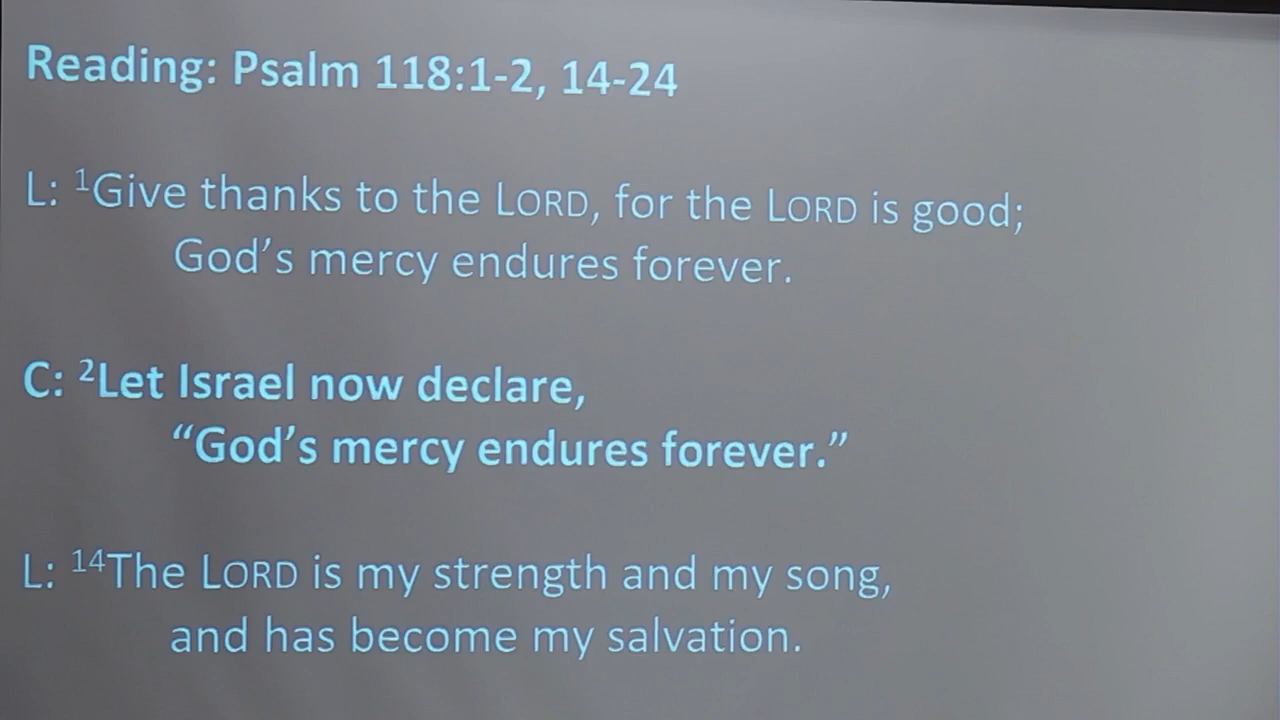 Reading: Psalm 118:1-2, 14-24
L: ¹Give thanks to the LORD, for the LORD is good;
God’s mercy endures forever.
C: ²Let Israel now declare,
“God’s mercy endures forever.”
L: ¹⁴The LORD is my strength and my song,
and has become my salvation.